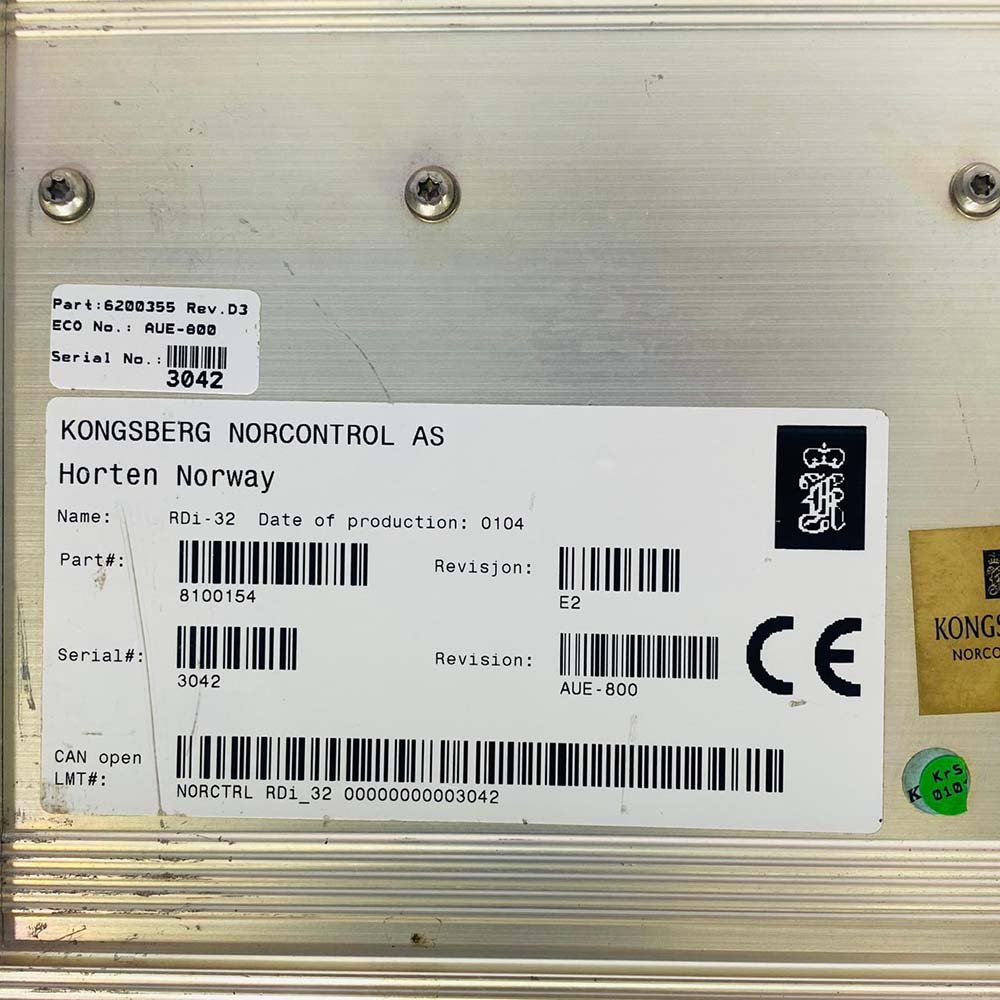 Part:6200355 Rev.D3
ECO No.: AUE-800
Serial No.:
3042
KONGSBERG NORCONTROL AS
Horten Norway
Name: RDi-32 Date of production: 0104
Part#:
8100154
Revisjon:
E2
Serial#:
3042
Revision:
AUE-800
CAN open
LMT#:
NORCTRL RDi_32 00000000003042
CE
KONGS
NORCO
K
KrS